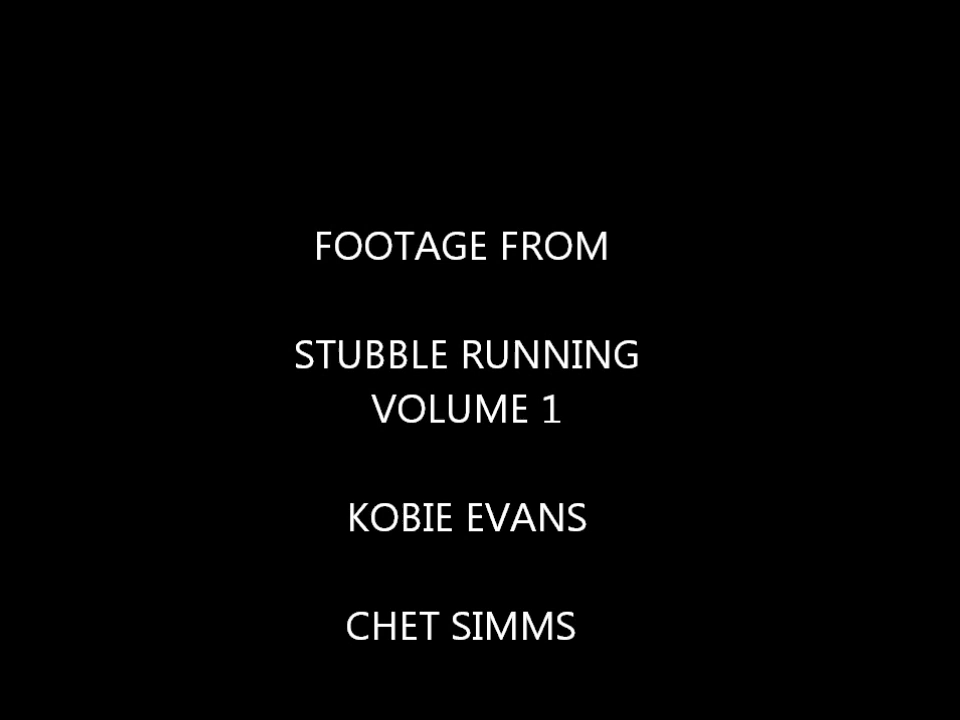 FOOTAGE FROM
STUBBLE RUNNING
VOLUME 1
KOBIE EVANS
CHET SIMMS